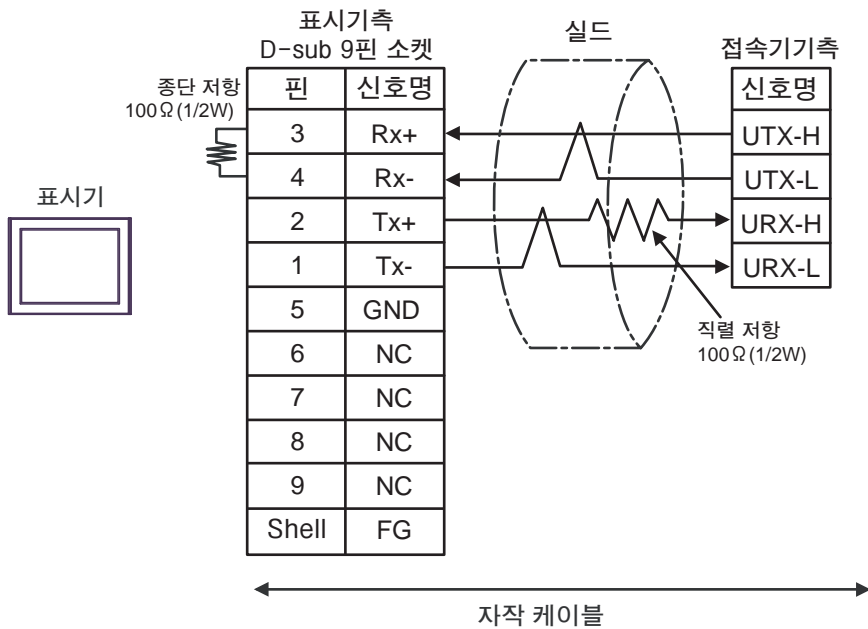 표시기측
D-sub 9핀 소켓
실드
접속기기측
종단 저항
100Ω(1/2W)
핀 신호명
신호명
3 Rx+
UTX-H
4 Rx-
UTX-L
표시기
2 Tx+
URX-H
1 Tx-
URX-L
5 GND
직렬 저항
100Ω(1/2W)
6 NC
7 NC
8 NC
9 NC
Shell FG
자작 케이블